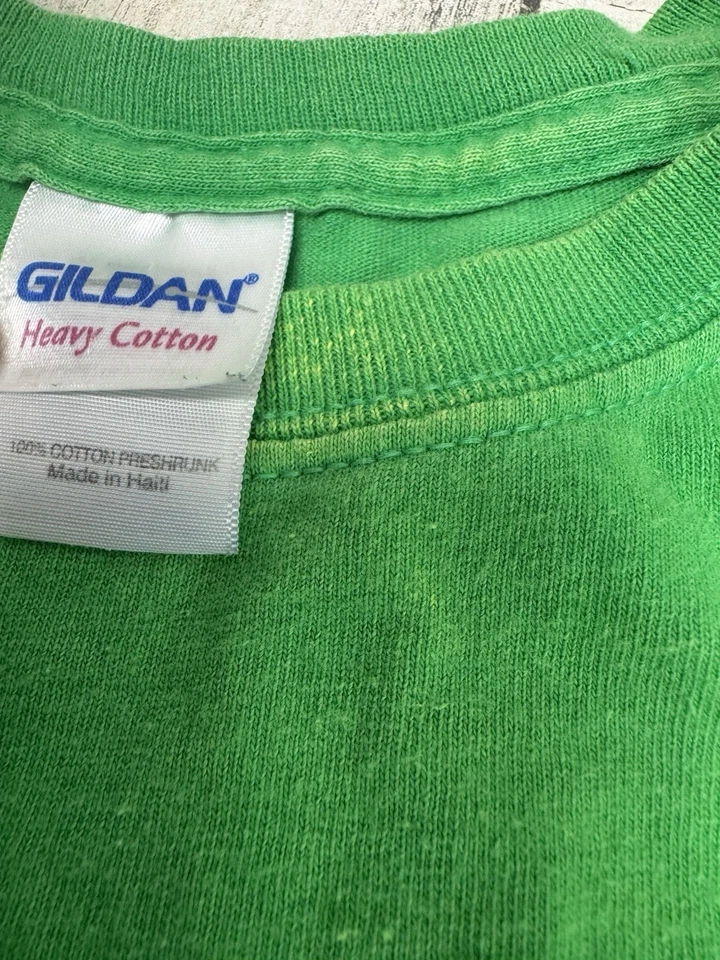 GILDAN®
Heavy Cotton
100% COTTON PRESHRUNK
Made in Haiti